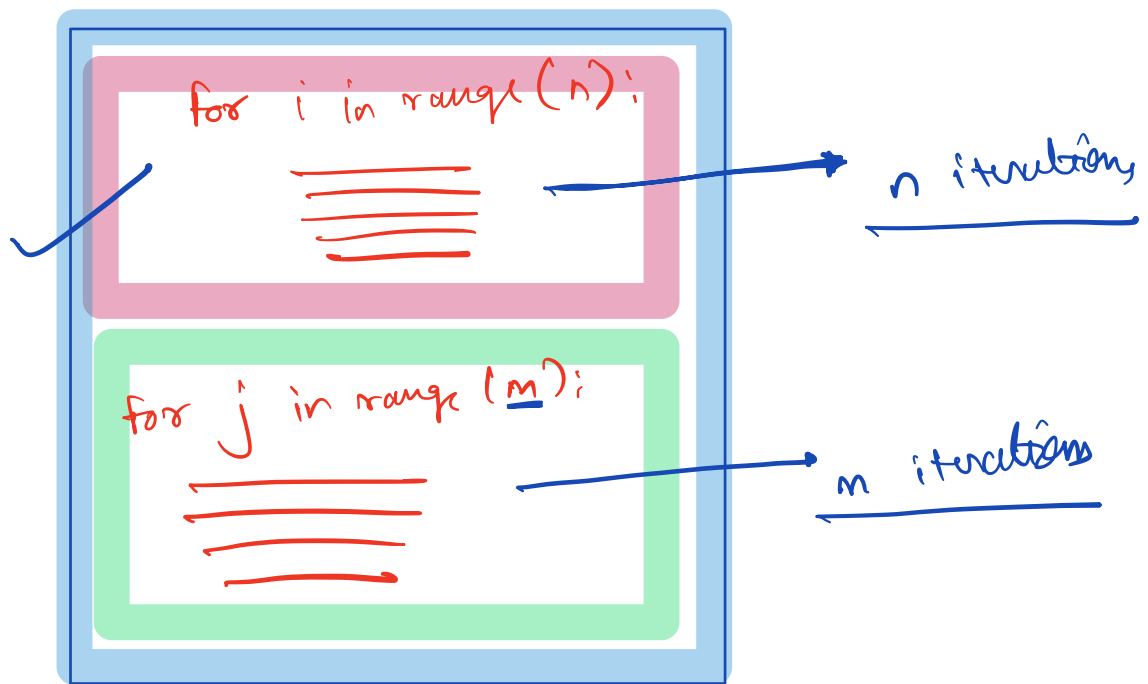 for i in range(n):
n iterations
for j in range(m):
m iterations